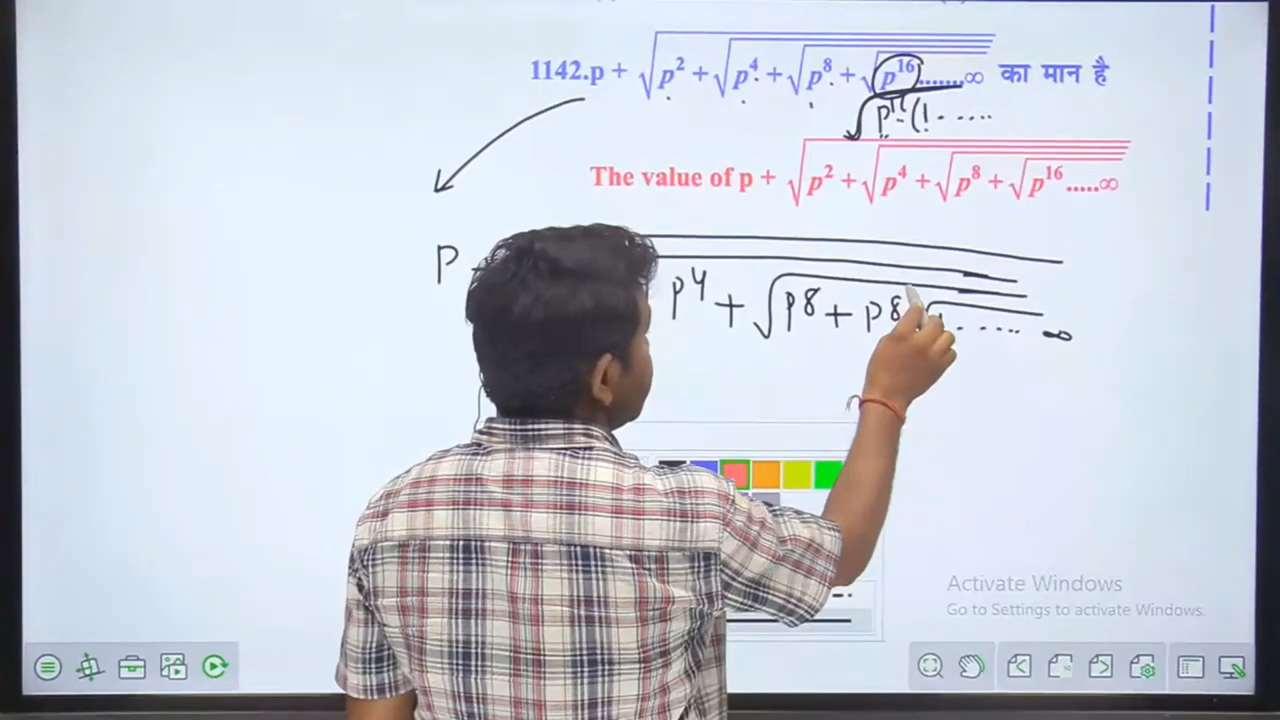 1142.p + √p² + √p⁴ + √p⁸ + √p¹⁶.......∞ का मान है
The value of p + √p² + √p⁴ + √p⁸ + √p¹⁶.....∞
P
p⁴ + √p⁸ + p⁸ √1...... ∞
Activate Windows
Go to Settings to activate Windows.